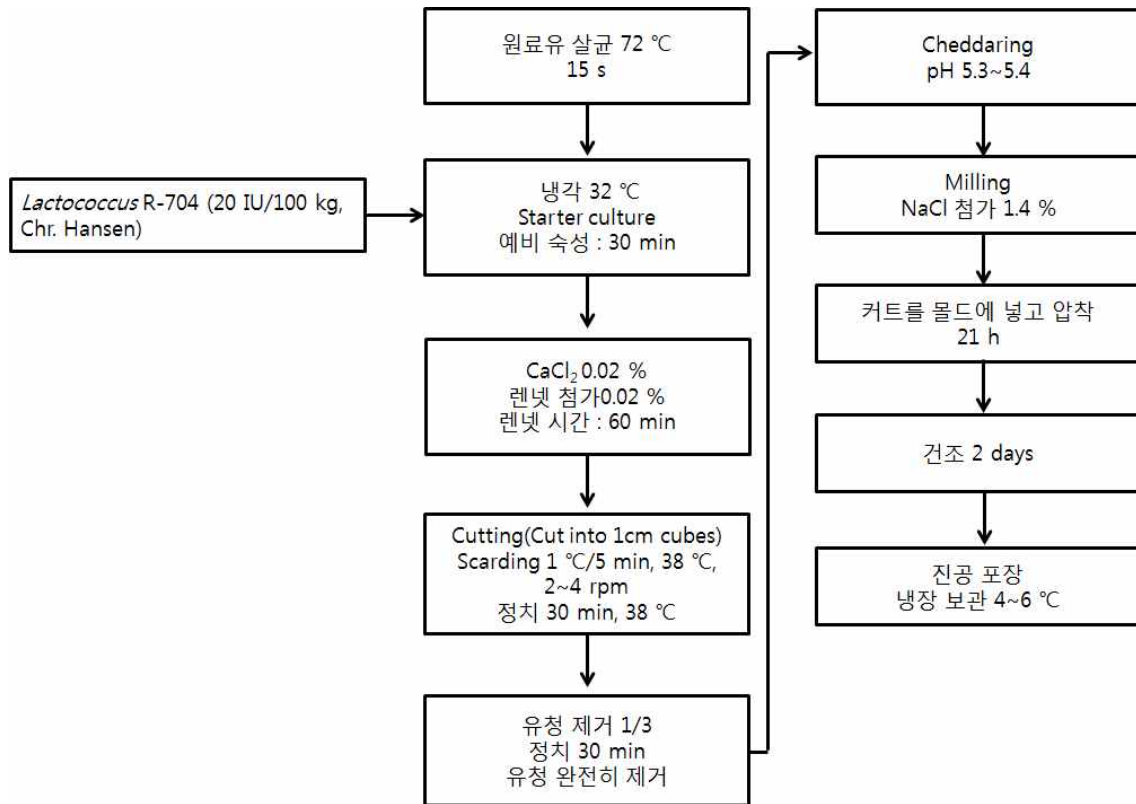 원료유 살균 72 ℃
15 s
Lactococcus R-704 (20 IU/100 kg,
Chr. Hansen)
냉각 32 ℃
Starter culture
예비 숙성 : 30 min
CaCl₂ 0.02 %
렌넷 첨가0.02 %
렌넷 시간 : 60 min
Cutting(Cut into 1cm cubes)
Scarding 1 ℃/5 min, 38 ℃,
2~4 rpm
정치 30 min, 38 ℃
유청 제거 1/3
정치 30 min
유청 완전히 제거
Cheddaring
pH 5.3~5.4
Milling
NaCl 첨가 1.4 %
커트를 몰드에 넣고 압착
21 h
건조 2 days
진공 포장
냉장 보관 4~6 ℃